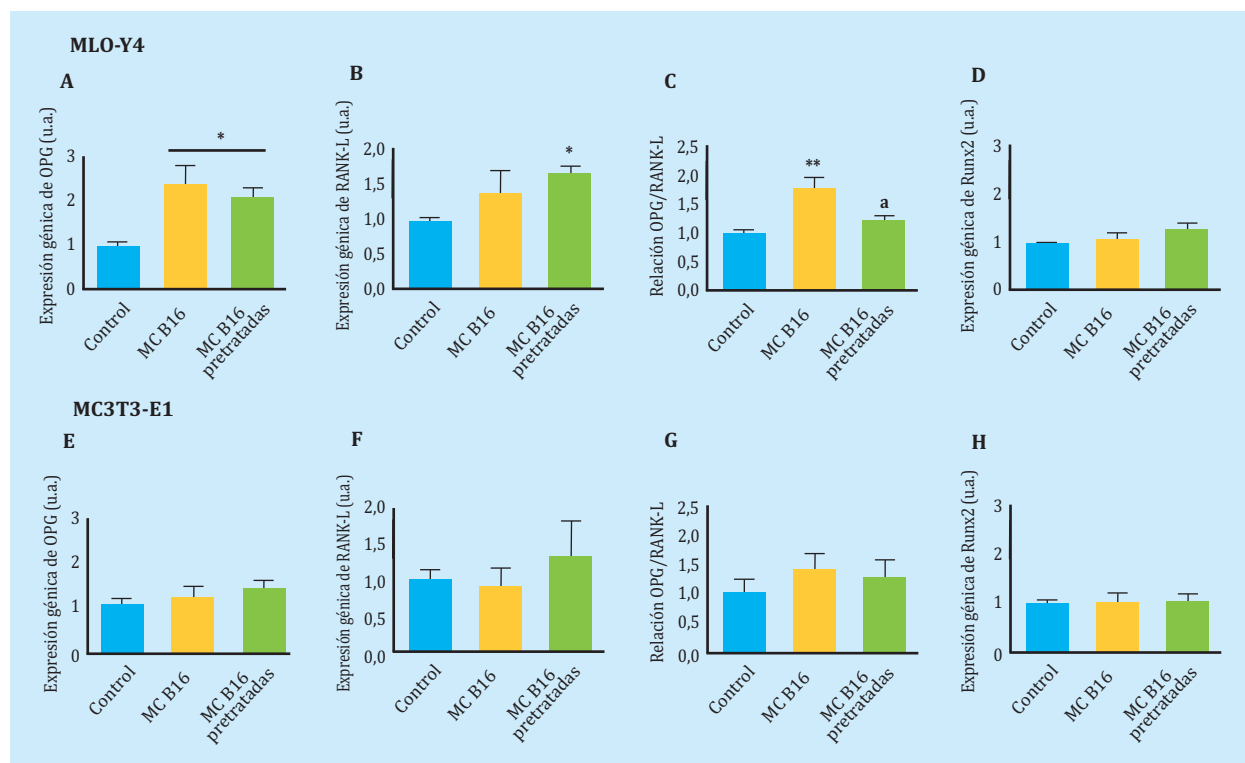 MLO-Y4
A
Expresión génica de OPG (u.a.)
3
2
1
0
*
Control
MC B16
MC B16
pretratadas
B
Expresión génica de RANK-L (u.a.)
2,0
1,5
1,0
0,5
0,0
*
Control
MC B16
MC B16
pretratadas
C
Relación OPG/RANK-L
2,5
2,0
1,5
1,0
0,5
0,0
**
a
Control
MC B16
MC B16
pretratadas
D
Expresión génica de Runx2 (u.a.)
3
2
1
0
Control
MC B16
MC B16
pretratadas
MC3T3-E1
E
Expresión génica de OPG (u.a.)
3
2
1
0
Control
MC B16
MC B16
pretratadas
F
Expresión génica de RANK-L (u.a.)
2,0
1,5
1,0
0,5
0,0
Control
MC B16
MC B16
pretratadas
G
Relación OPG/RANK-L
2,5
2,0
1,5
1,0
0,5
0,0
Control
MC B16
MC B16
pretratadas
H
Expresión génica de Runx2 (u.a.)
3
2
1
0
Control
MC B16
MC B16
pretratadas